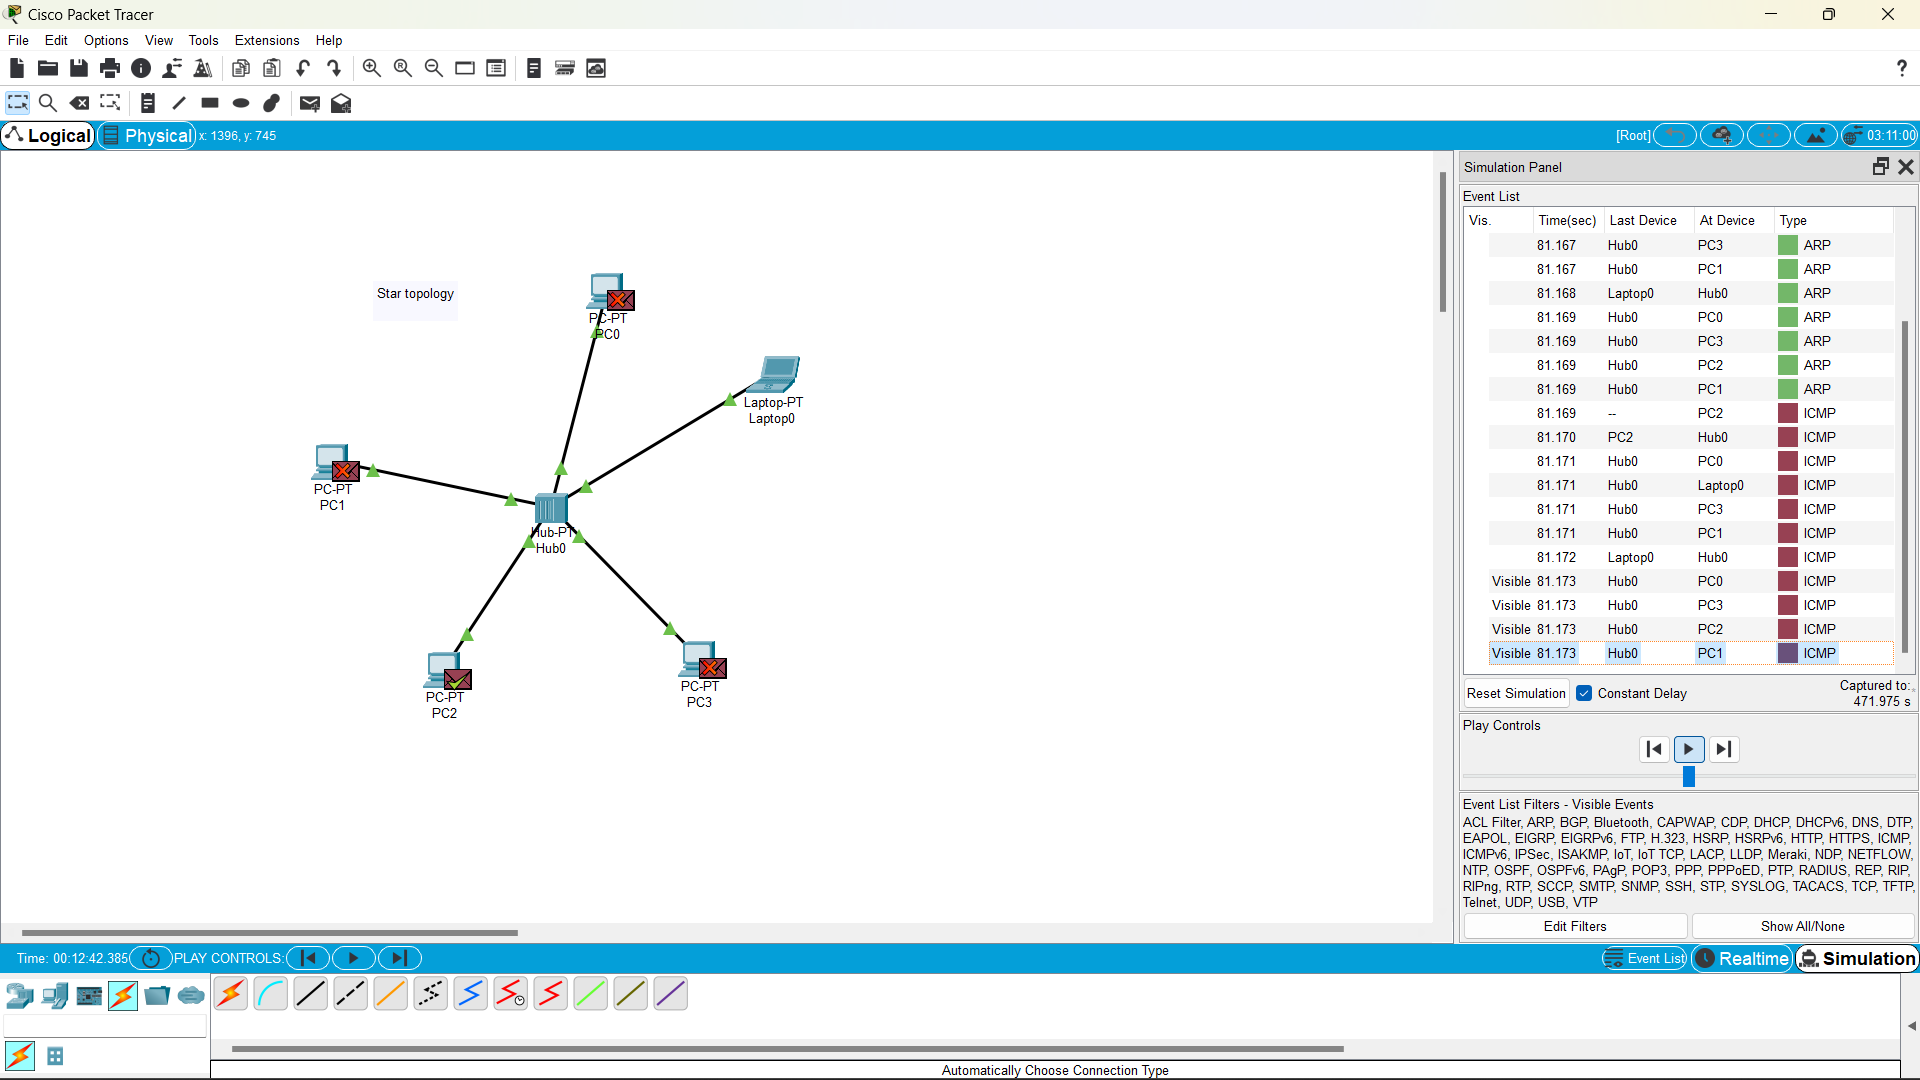 Cisco Packet Tracer
File Edit Options View Tools Extensions Help
?
Logical Physical x: 1396, y: 745 [Root] 03:11:00
Star topology
PC-PT
PC0
Laptop-PT
Laptop0
PC-PT
PC1
Hub-PT
Hub0
PC-PT
PC2
PC-PT
PC3
Simulation Panel
Event List
Vis. Time(sec) Last Device At Device Type
81.167 Hub0 PC3 ARP
81.167 Hub0 PC1 ARP
81.168 Laptop0 Hub0 ARP
81.169 Hub0 PC0 ARP
81.169 Hub0 PC3 ARP
81.169 Hub0 PC2 ARP
81.169 Hub0 PC1 ARP
81.169 -- PC2 ICMP
81.170 PC2 Hub0 ICMP
81.171 Hub0 PC0 ICMP
81.171 Hub0 Laptop0 ICMP
81.171 Hub0 PC3 ICMP
81.171 Hub0 PC1 ICMP
81.172 Laptop0 Hub0 ICMP
Visible 81.173 Hub0 PC0 ICMP
Visible 81.173 Hub0 PC3 ICMP
Visible 81.173 Hub0 PC2 ICMP
Visible 81.173 Hub0 PC1 ICMP
Reset Simulation Constant Delay Captured to:
471.975 s
Play Controls
Event List Filters - Visible Events
ACL Filter, ARP, BGP, Bluetooth, CAPWAP, CDP, DHCP, DHCPv6, DNS, DTP,
EAPOL, EIGRP, EIGRPv6, FTP, H.323, HSRP, HSRPv6, HTTP, HTTPS, ICMP,
ICMPv6, IPSec, ISAKMP, IoT, IoT TCP, LACP, LLDP, Meraki, NDP, NETFLOW,
NTP, OSPF, OSPFv6, PAgP, POP3, PPP, PPPoED, PTP, RADIUS, REP, RIP,
RIPng, RTP, SCCP, SMTP, SNMP, SSH, STP, SYSLOG, TACACS, TCP, TFTP,
Telnet, UDP, USB, VTP
Edit Filters Show All/None
Time: 00:12:42.385 PLAY CONTROLS: Event List Realtime Simulation
Automatically Choose Connection Type